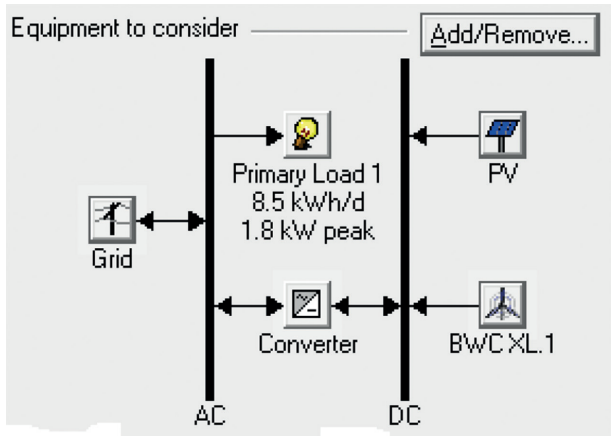 Equipment to consider
Add/Remove...
Primary Load 1
8.5 kWh/d
1.8 kW peak
PV
Grid
Converter
BWC XL.1
AC
DC